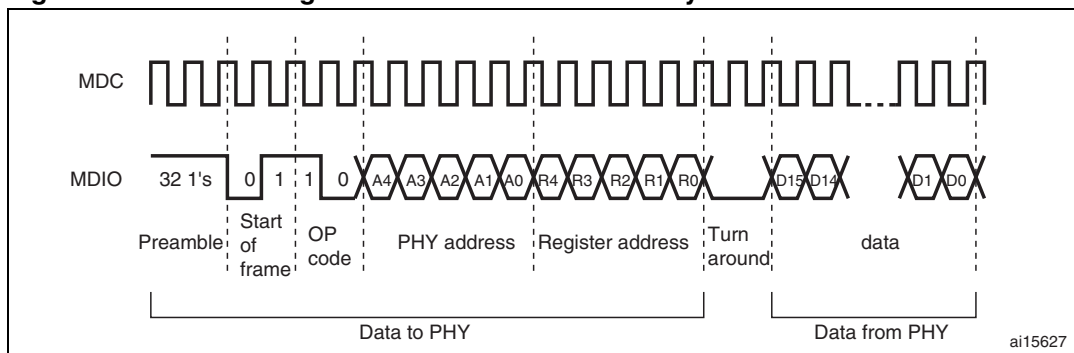 MDC
MDIO 32 1's 0 1 1 0 A4 A3 A2 A1 A0 R4 R3 R2 R1 R0 D15 D14 D1 D0
Preamble
Start
of
frame
OP
code
PHY address
Register address
Turn
around
data
Data to PHY
Data from PHY
ai15627